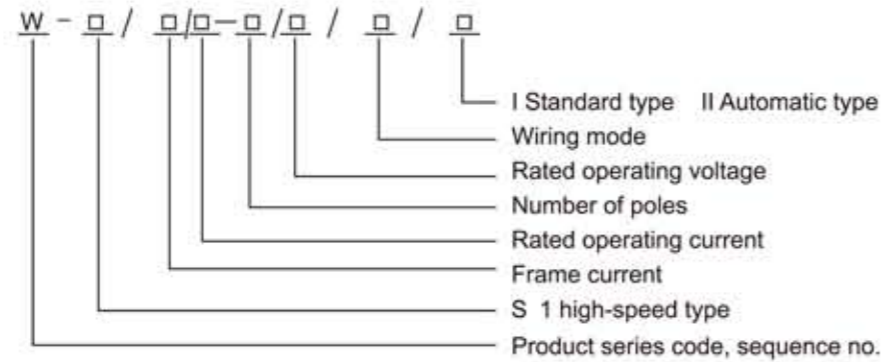 W - □ / □/□-□/□ / □ / □
I Standard type II Automatic type
Wiring mode
Rated operating voltage
Number of poles
Rated operating current
Frame current
S 1 high-speed type
Product series code, sequence no.